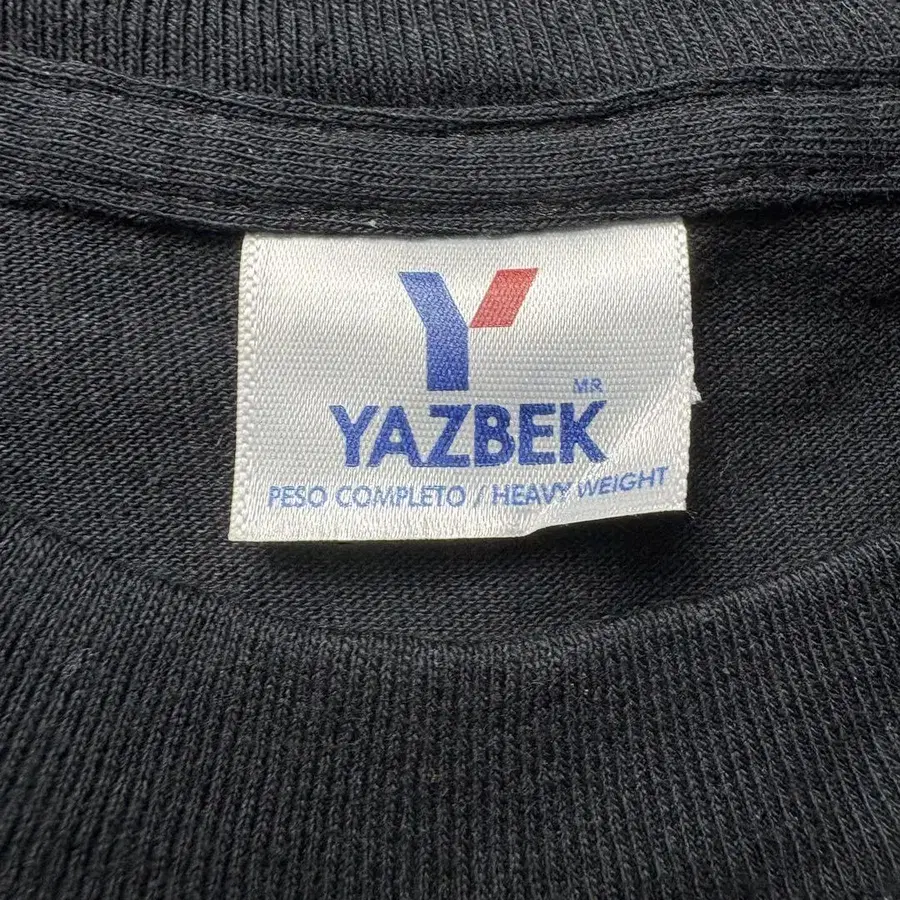 Y
MR
YAZBEK
PESO COMPLETO / HEAVY WEIGHT